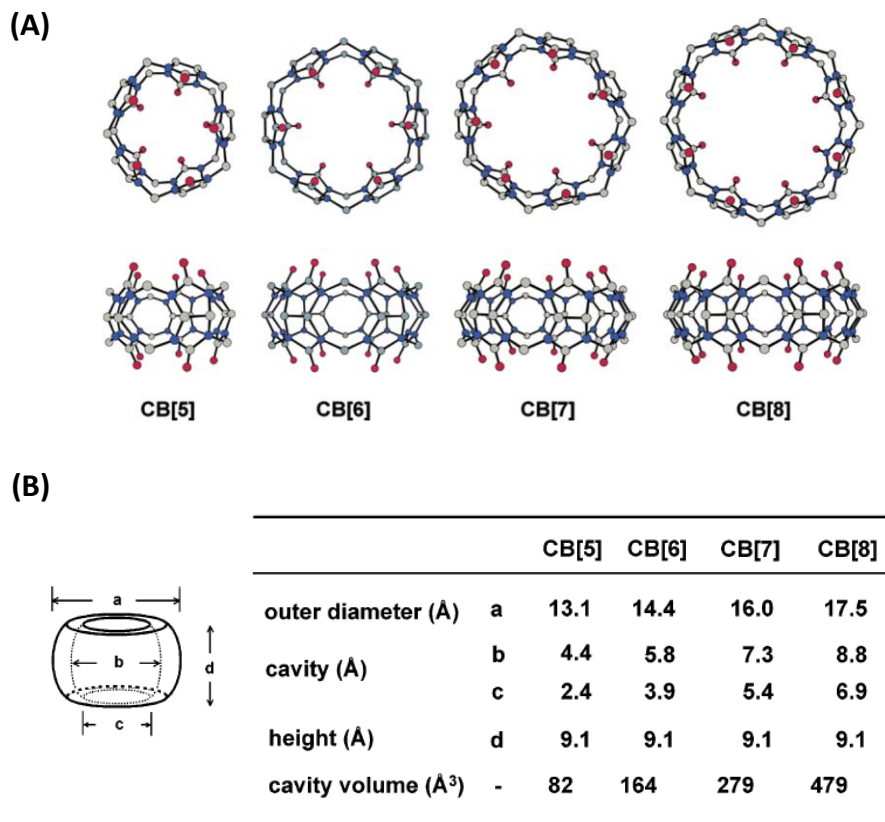 (A)
CB[5] CB[6] CB[7] CB[8]
(B)
a
b
c
d
CB[5] CB[6] CB[7] CB[8]
outer diameter (Å) a 13.1 14.4 16.0 17.5
cavity (Å) b 4.4 5.8 7.3 8.8
c 2.4 3.9 5.4 6.9
height (Å) d 9.1 9.1 9.1 9.1
cavity volume (Å³) - 82 164 279 479